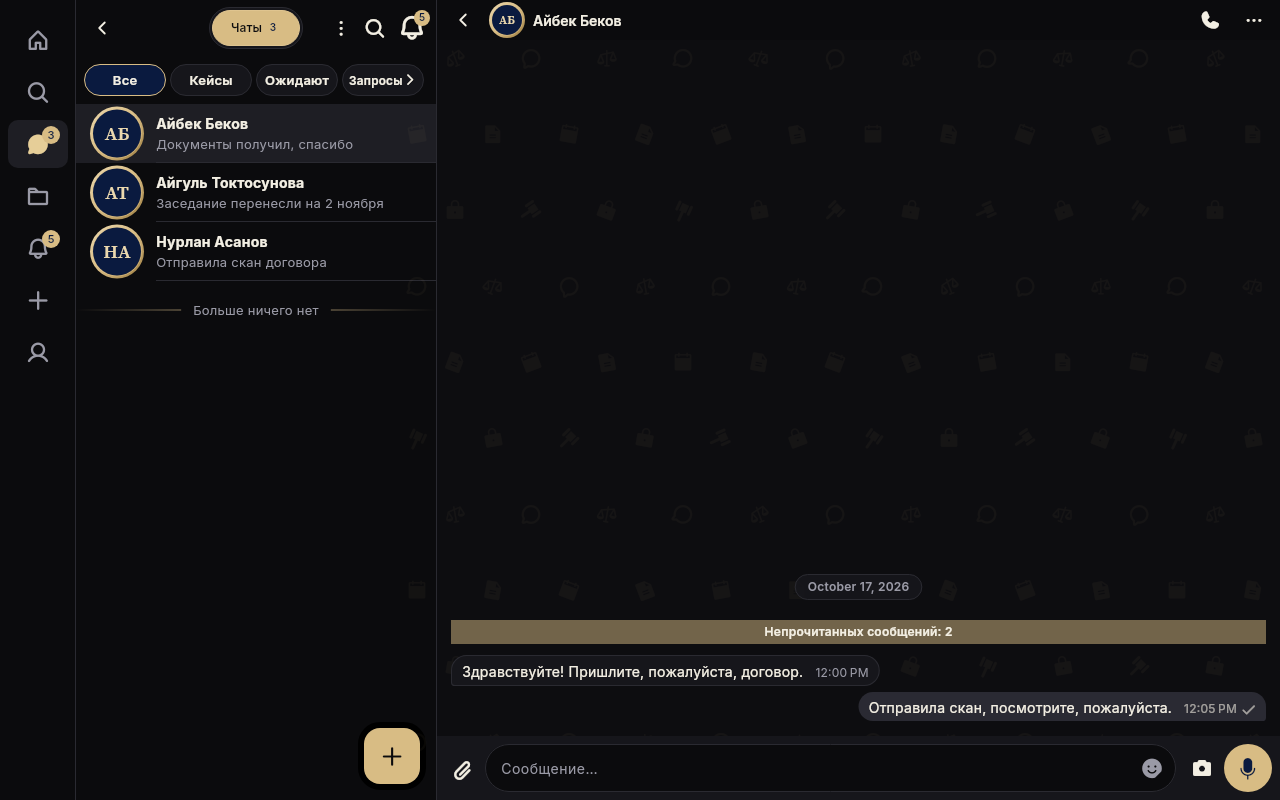 Чаты 3
5
3
5
Все
Кейсы
Ожидают
Запросы
АБ
Айбек Беков
Документы получил, спасибо
АТ
Айгуль Токтосунова
Заседание перенесли на 2 ноября
НА
Нурлан Асанов
Отправила скан договора
Больше ничего нет
АБ
Айбек Беков
October 17, 2026
Непрочитанных сообщений: 2
Здравствуйте! Пришлите, пожалуйста, договор. 12:00 PM
Отправила скан, посмотрите, пожалуйста. 12:05 PM
Сообщение...